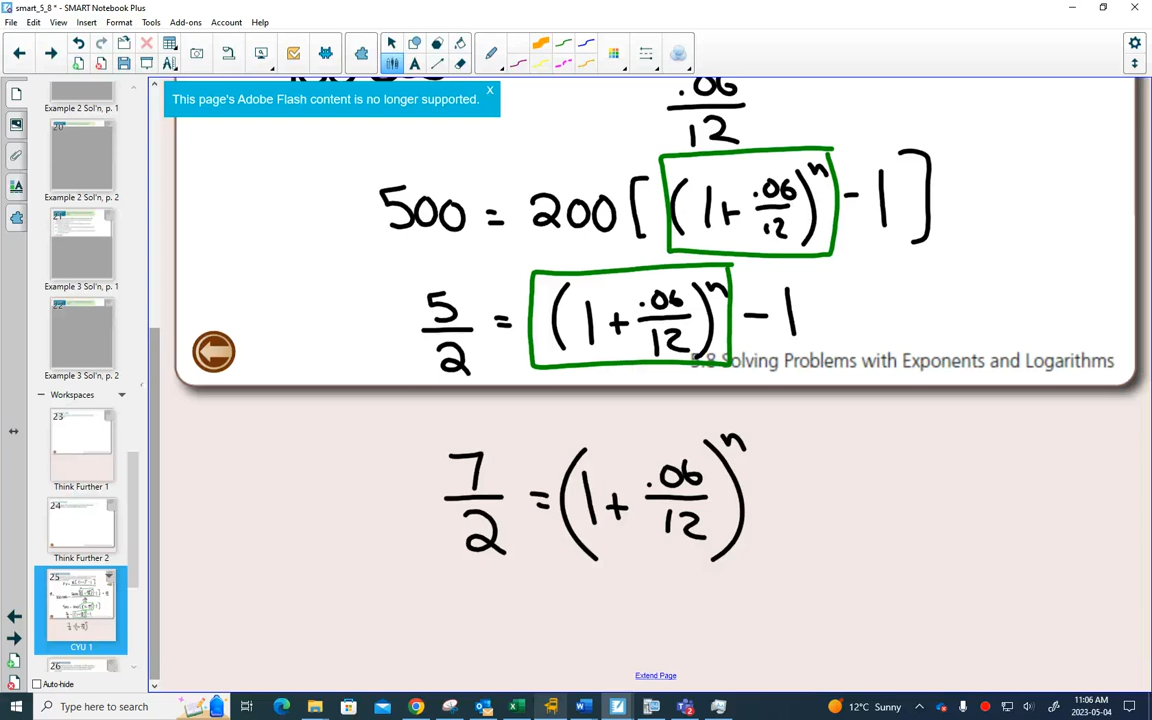 smart_5_8 * - SMART Notebook Plus
File Edit View Insert Format Tools Add-ons Account Help
This page's Adobe Flash content is no longer supported. X
.06
12
500 = 200 [ (1 + .06/12)^n - 1 ]
5/2 = (1 + .06/12)^n - 1
5.8 Solving Problems with Exponents and Logarithms
7/2 = (1 + .06/12)^n
Extend Page
Example 2 Sol'n, p. 1
20
Example 2 Sol'n, p. 2
21
Example 3 Sol'n, p. 1
22
Example 3 Sol'n, p. 2
Workspaces
23
Think Further 1
24
Think Further 2
25
CYU 1
26
Auto-hide
Type here to search
12°C Sunny
11:06 AM
2023-05-04